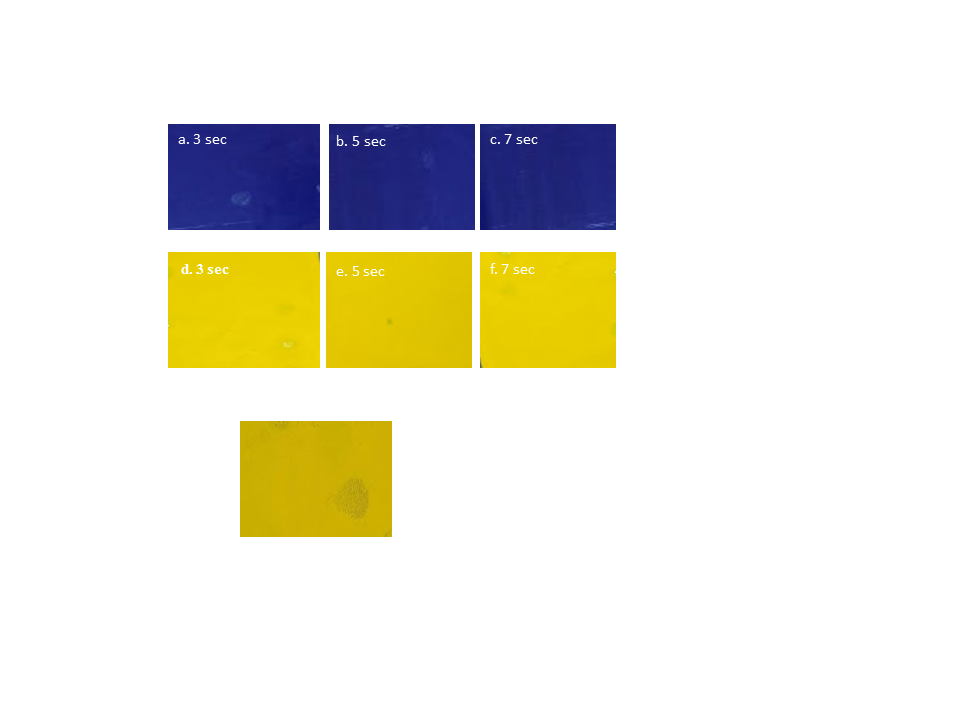 a. 3 sec
b. 5 sec
c. 7 sec
d. 3 sec
e. 5 sec
f. 7 sec